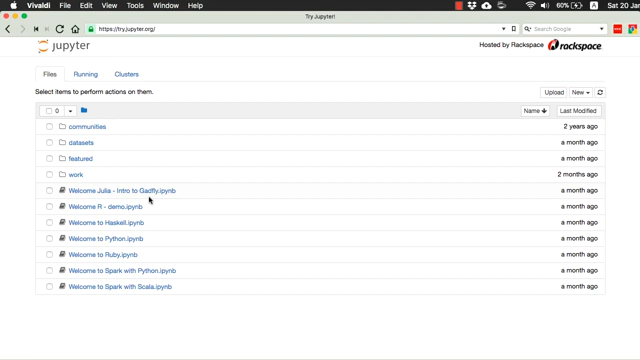 Vivaldi File Edit View Tools Window Help 60% A Sat 20 Jan
Try Jupyter!
https://try.jupyter.org/ Search Google
jupyter Hosted by Rackspace rackspace
Files Running Clusters
Select items to perform actions on them. Upload New
0 Name Last Modified
communities 2 years ago
datasets a month ago
featured a month ago
work 2 months ago
Welcome Julia - Intro to Gadfly.ipynb a month ago
Welcome R - demo.ipynb a month ago
Welcome to Haskell.ipynb a month ago
Welcome to Python.ipynb a month ago
Welcome to Ruby.ipynb a month ago
Welcome to Spark with Python.ipynb a month ago
Welcome to Spark with Scala.ipynb a month ago